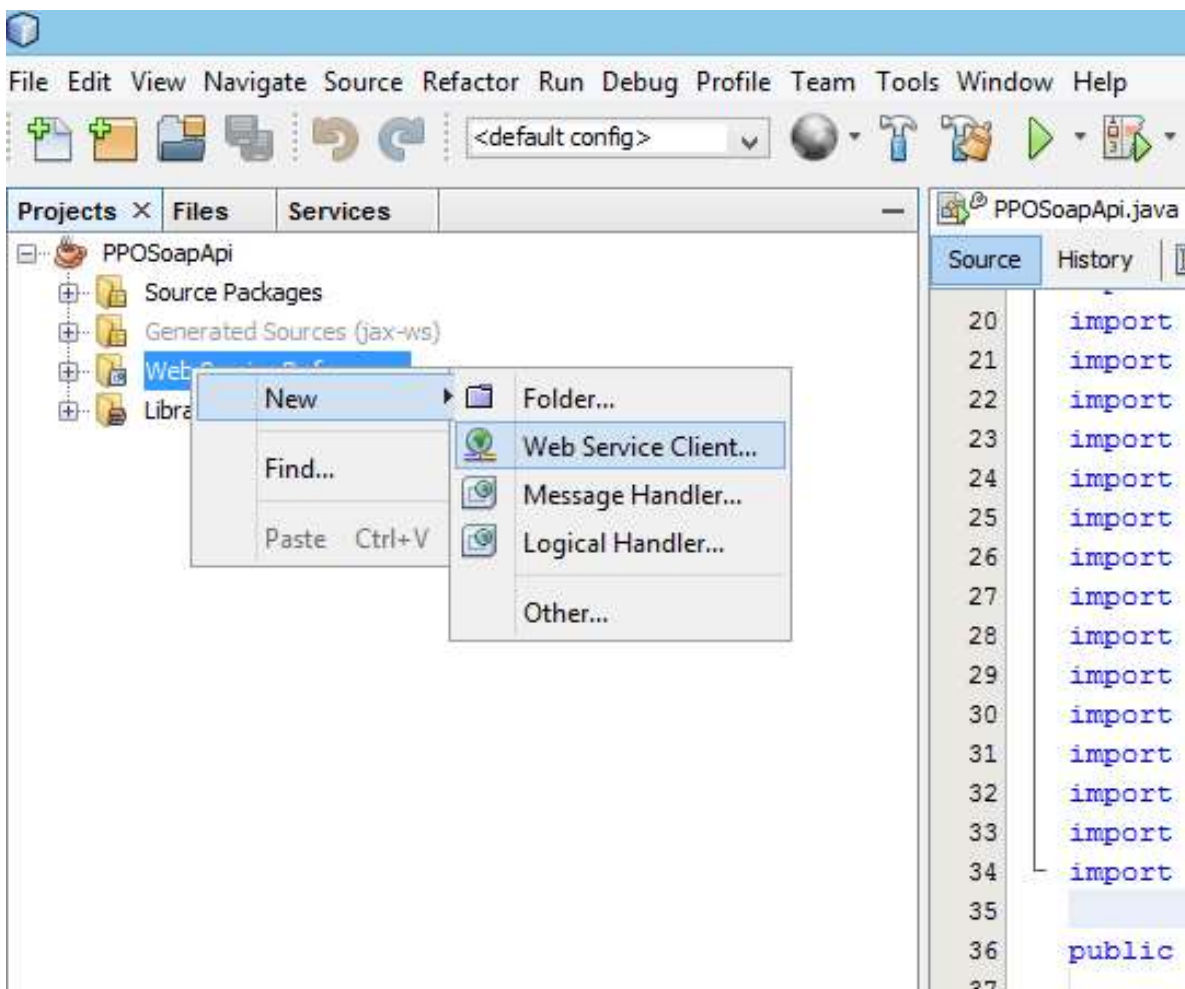 File Edit View Navigate Source Refactor Run Debug Profile Team Tools Window Help
<default config>
Projects Files Services
PPOSoapApi.java
PPOSoapApi
Source History
Source Packages
Generated Sources (jax-ws)
Web
Libra
New
Find...
Paste Ctrl+V
Folder...
Web Service Client...
Message Handler...
Logical Handler...
Other...
20 import
21 import
22 import
23 import
24 import
25 import
26 import
27 import
28 import
29 import
30 import
31 import
32 import
33 import
34 import
35
36 public
37